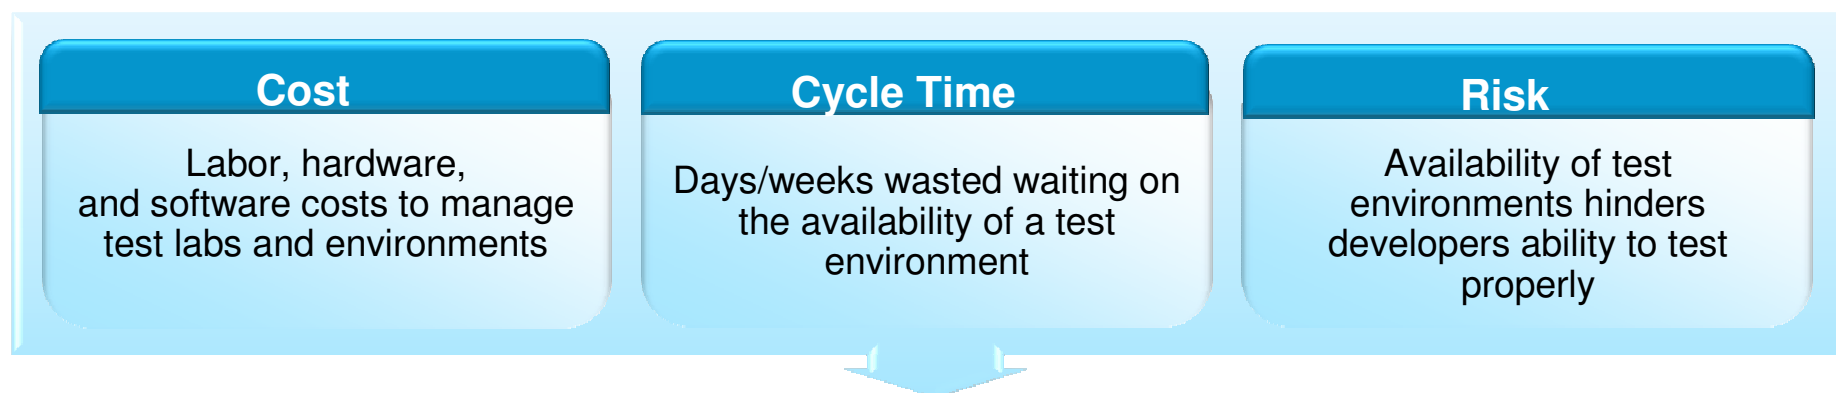 Cost
Labor, hardware,
and software costs to manage
test labs and environments
Cycle Time
Days/weeks wasted waiting on
the availability of a test
environment
Risk
Availability of test
environments hinders
developers ability to test
properly